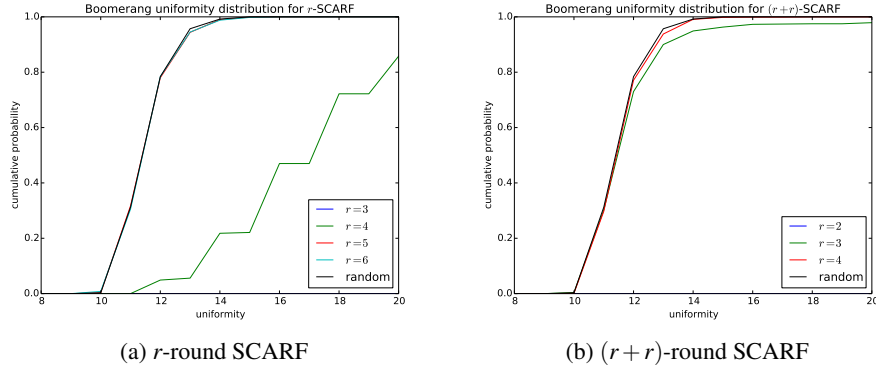 Boomerang uniformity distribution for r-SCARF
1.0
0.8
0.6
0.4
0.2
0.0
cumulative probability
8 10 12 14 16 18 20
uniformity
r=3
r=4
r=5
r=6
random
(a) r-round SCARF
Boomerang uniformity distribution for (r+r)-SCARF
1.0
0.8
0.6
0.4
0.2
0.0
cumulative probability
8 10 12 14 16 18 20
uniformity
r=2
r=3
r=4
random
(b) (r+r)-round SCARF